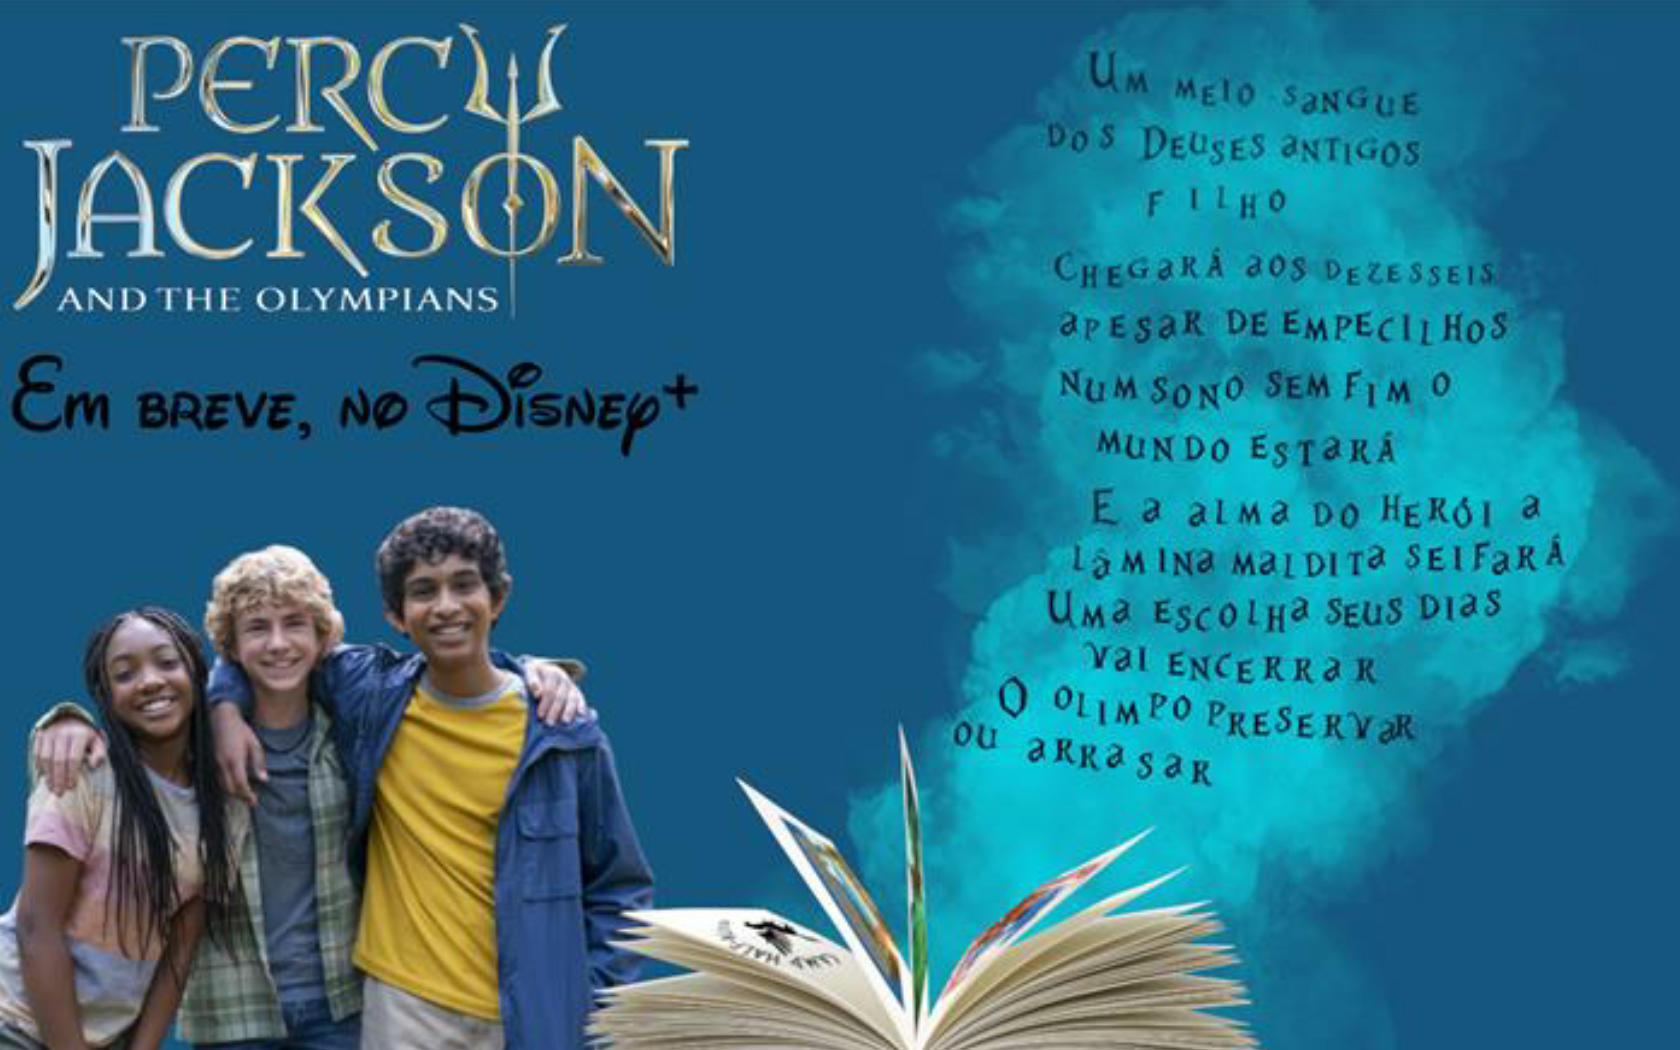 PERCY
JACKSON
AND THE OLYMPIANS
Em breve, no Disney+
Um meio sangue
dos Deuses antigos
filho
Chegará aos dezesseis
apesar de empecilhos
num sono sem fim o
mundo estará
E a alma do Herói a
lâmina maldita seifará
Uma escolha seus dias
vai encerrar
O olimpo preservar
ou arrasar